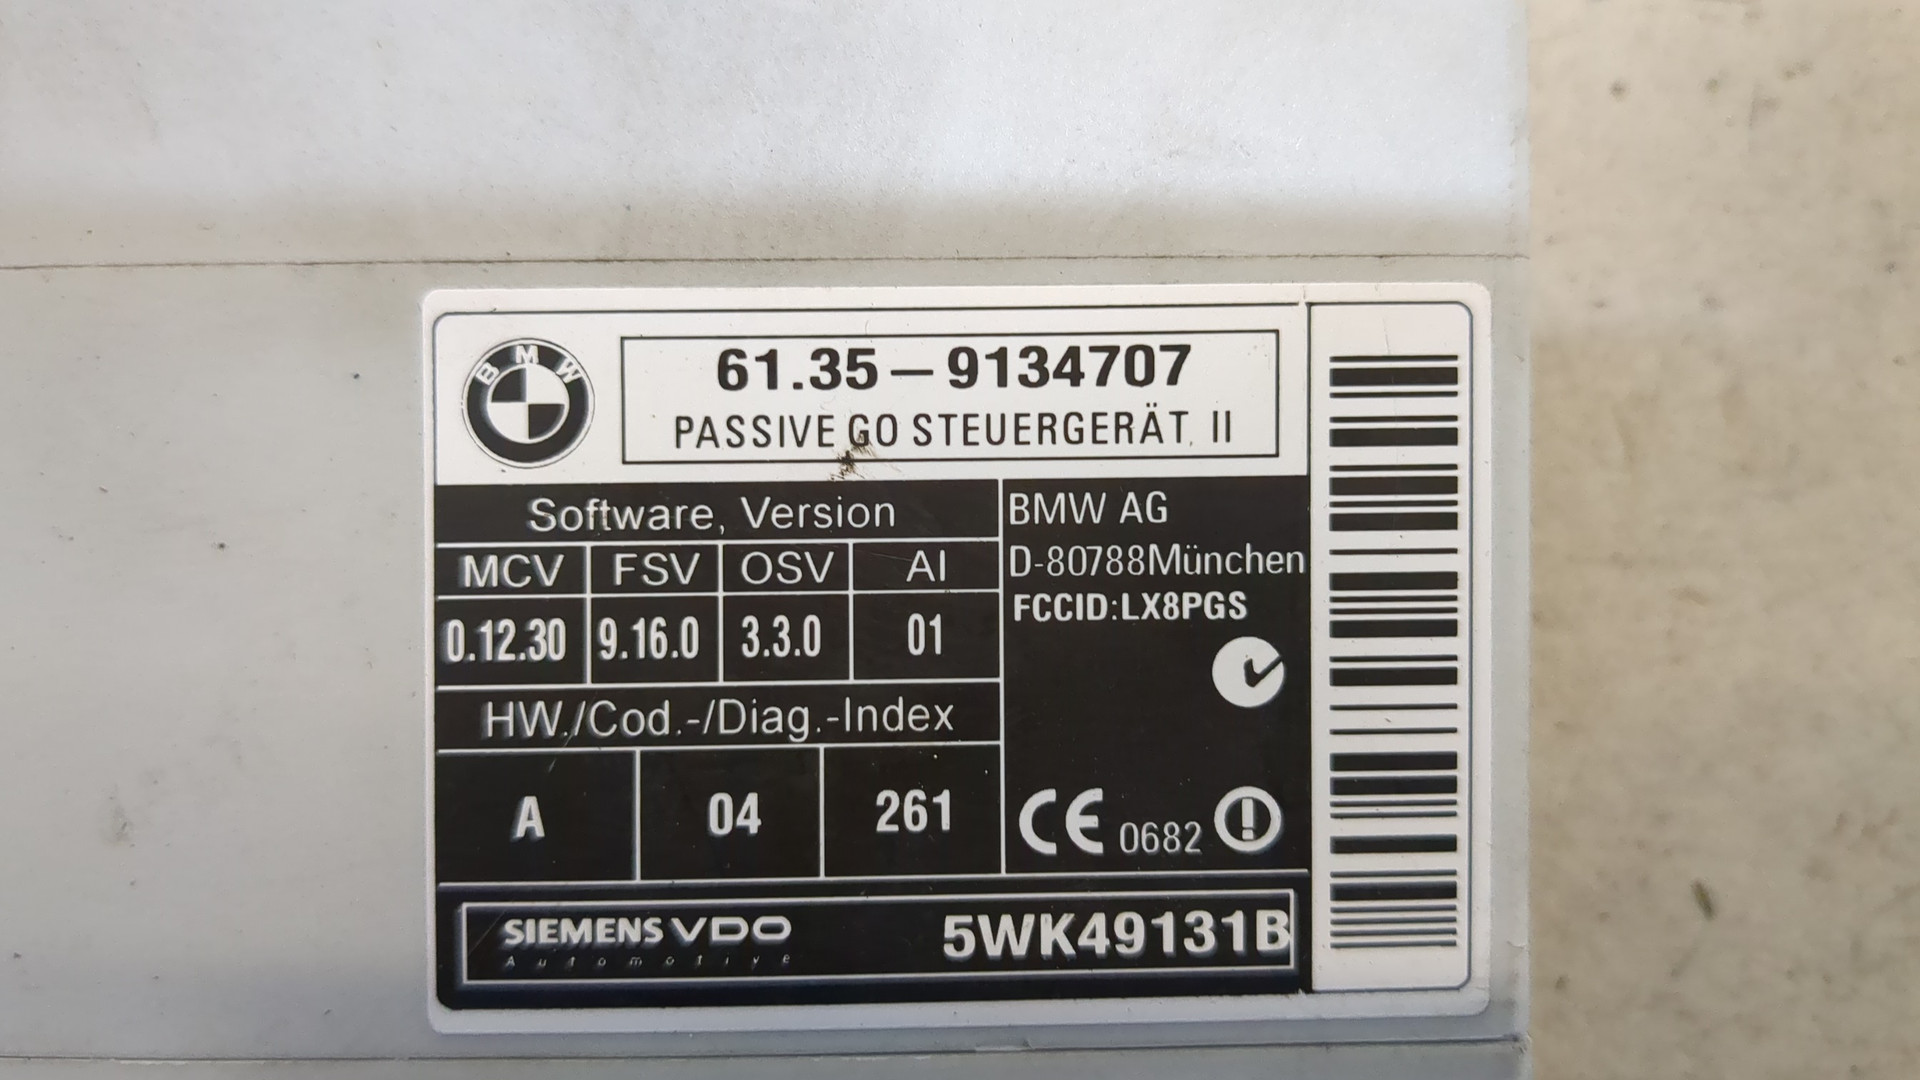 BMW
61.35-9134707
PASSIVE GO STEUERGERÄT, II
Software, Version
MCV FSV OSV AI
0.12.30 9.16.0 3.3.0 01
HW./Cod.-/Diag.-Index
A 04 261
BMW AG
D-80788München
FCCID:LX8PGS
CE 0682
SIEMENS VDO
Automotive
5WK49131B